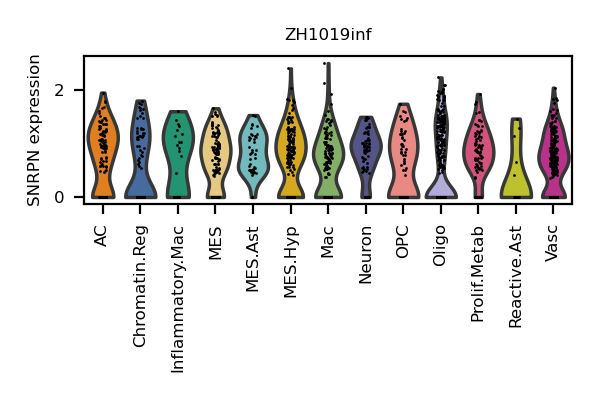 ZH1019inf
SNRPN expression
2
0
AC
Chromatin.Reg
Inflammatory.Mac
MES
MES.Ast
MES.Hyp
Mac
Neuron
OPC
Oligo
Prolif.Metab
Reactive.Ast
Vasc